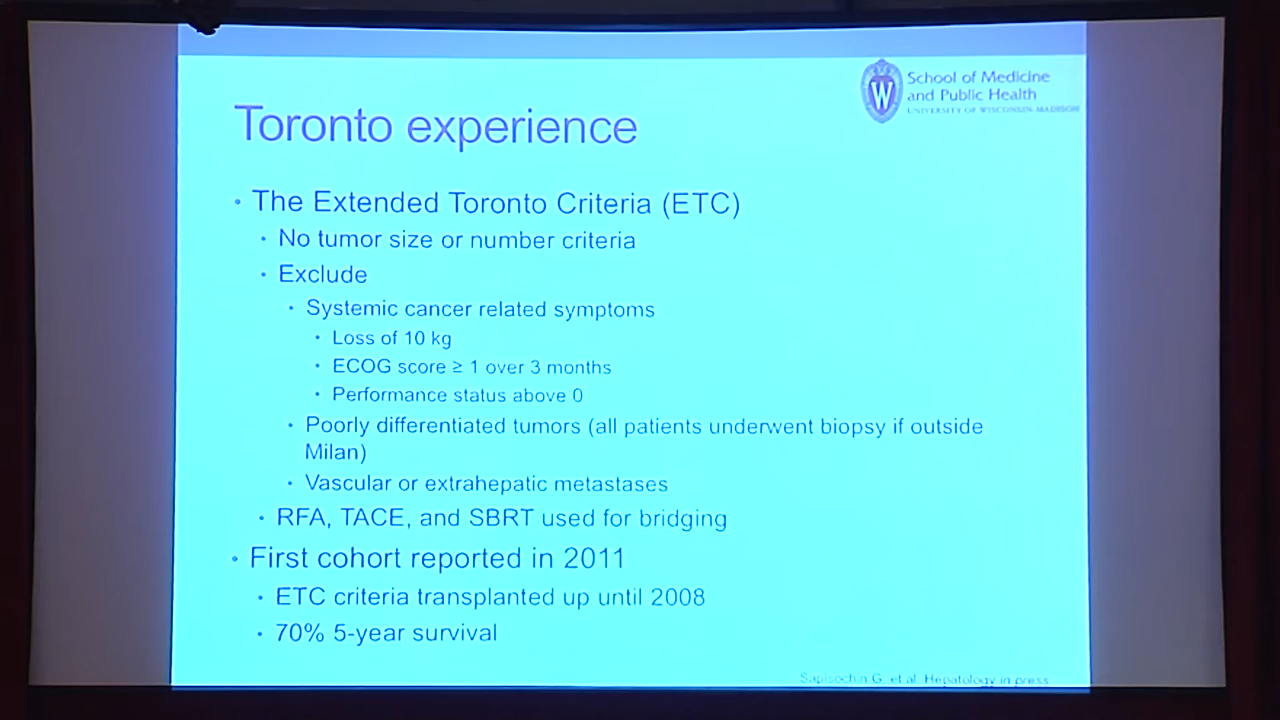 School of Medicine
and Public Health
UNIVERSITY OF WISCONSIN-MADISON
W
Toronto experience
• The Extended Toronto Criteria (ETC)
• No tumor size or number criteria
• Exclude
• Systemic cancer related symptoms
• Loss of 10 kg
• ECOG score ≥ 1 over 3 months
• Performance status above 0
• Poorly differentiated tumors (all patients underwent biopsy if outside
Milan)
• Vascular or extrahepatic metastases
• RFA, TACE, and SBRT used for bridging
• First cohort reported in 2011
• ETC criteria transplanted up until 2008
• 70% 5-year survival
Sapisochin G, et al. Hepatology in press